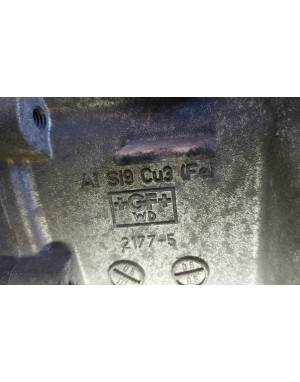 Al Si9 Cu3 (Fe)
+GF+
WD
2177-5